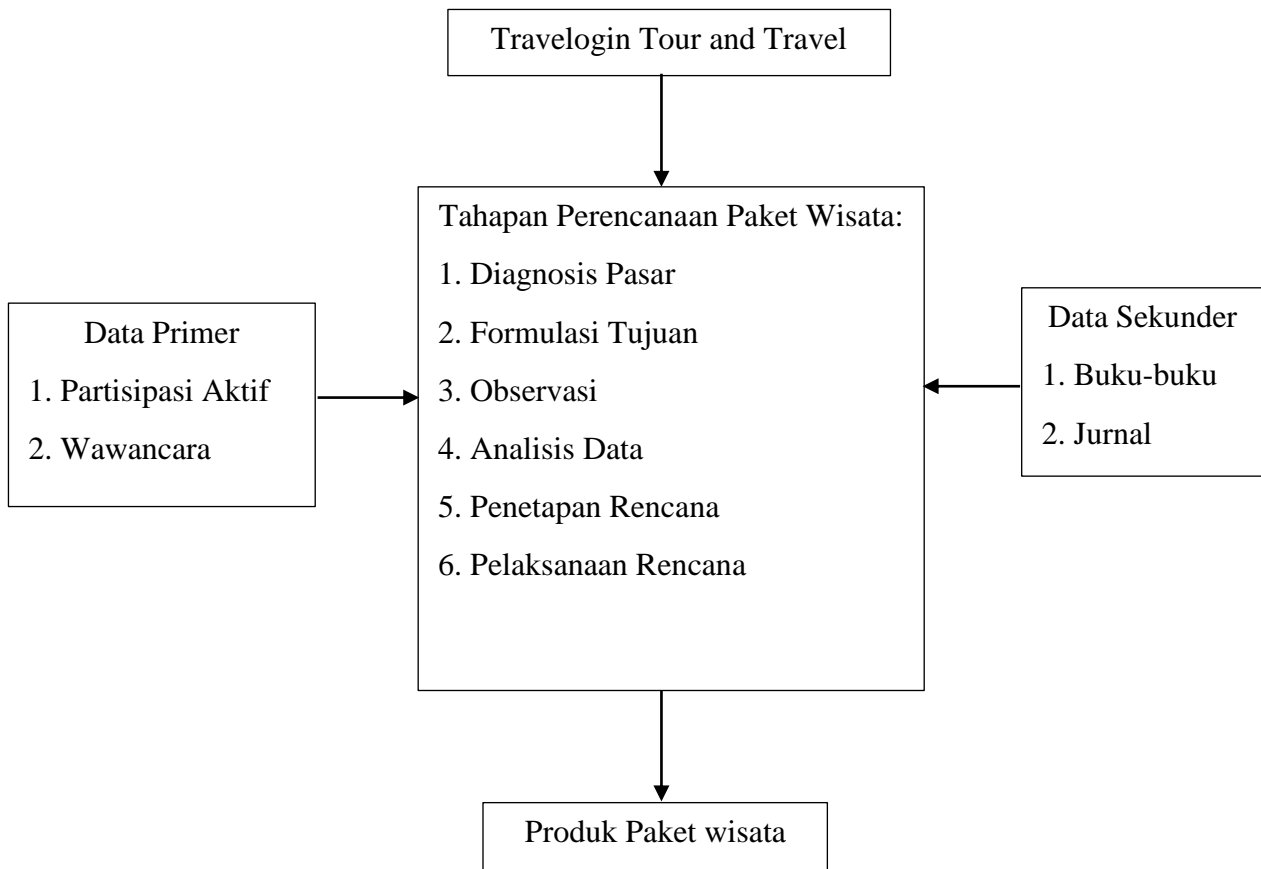 Travelogin Tour and Travel
Tahapan Perencanaan Paket Wisata:
1. Diagnosis Pasar
2. Formulasi Tujuan
3. Observasi
4. Analisis Data
5. Penetapan Rencana
6. Pelaksanaan Rencana
Data Primer
1. Partisipasi Aktif
2. Wawancara
Data Sekunder
1. Buku-buku
2. Jurnal
Produk Paket wisata